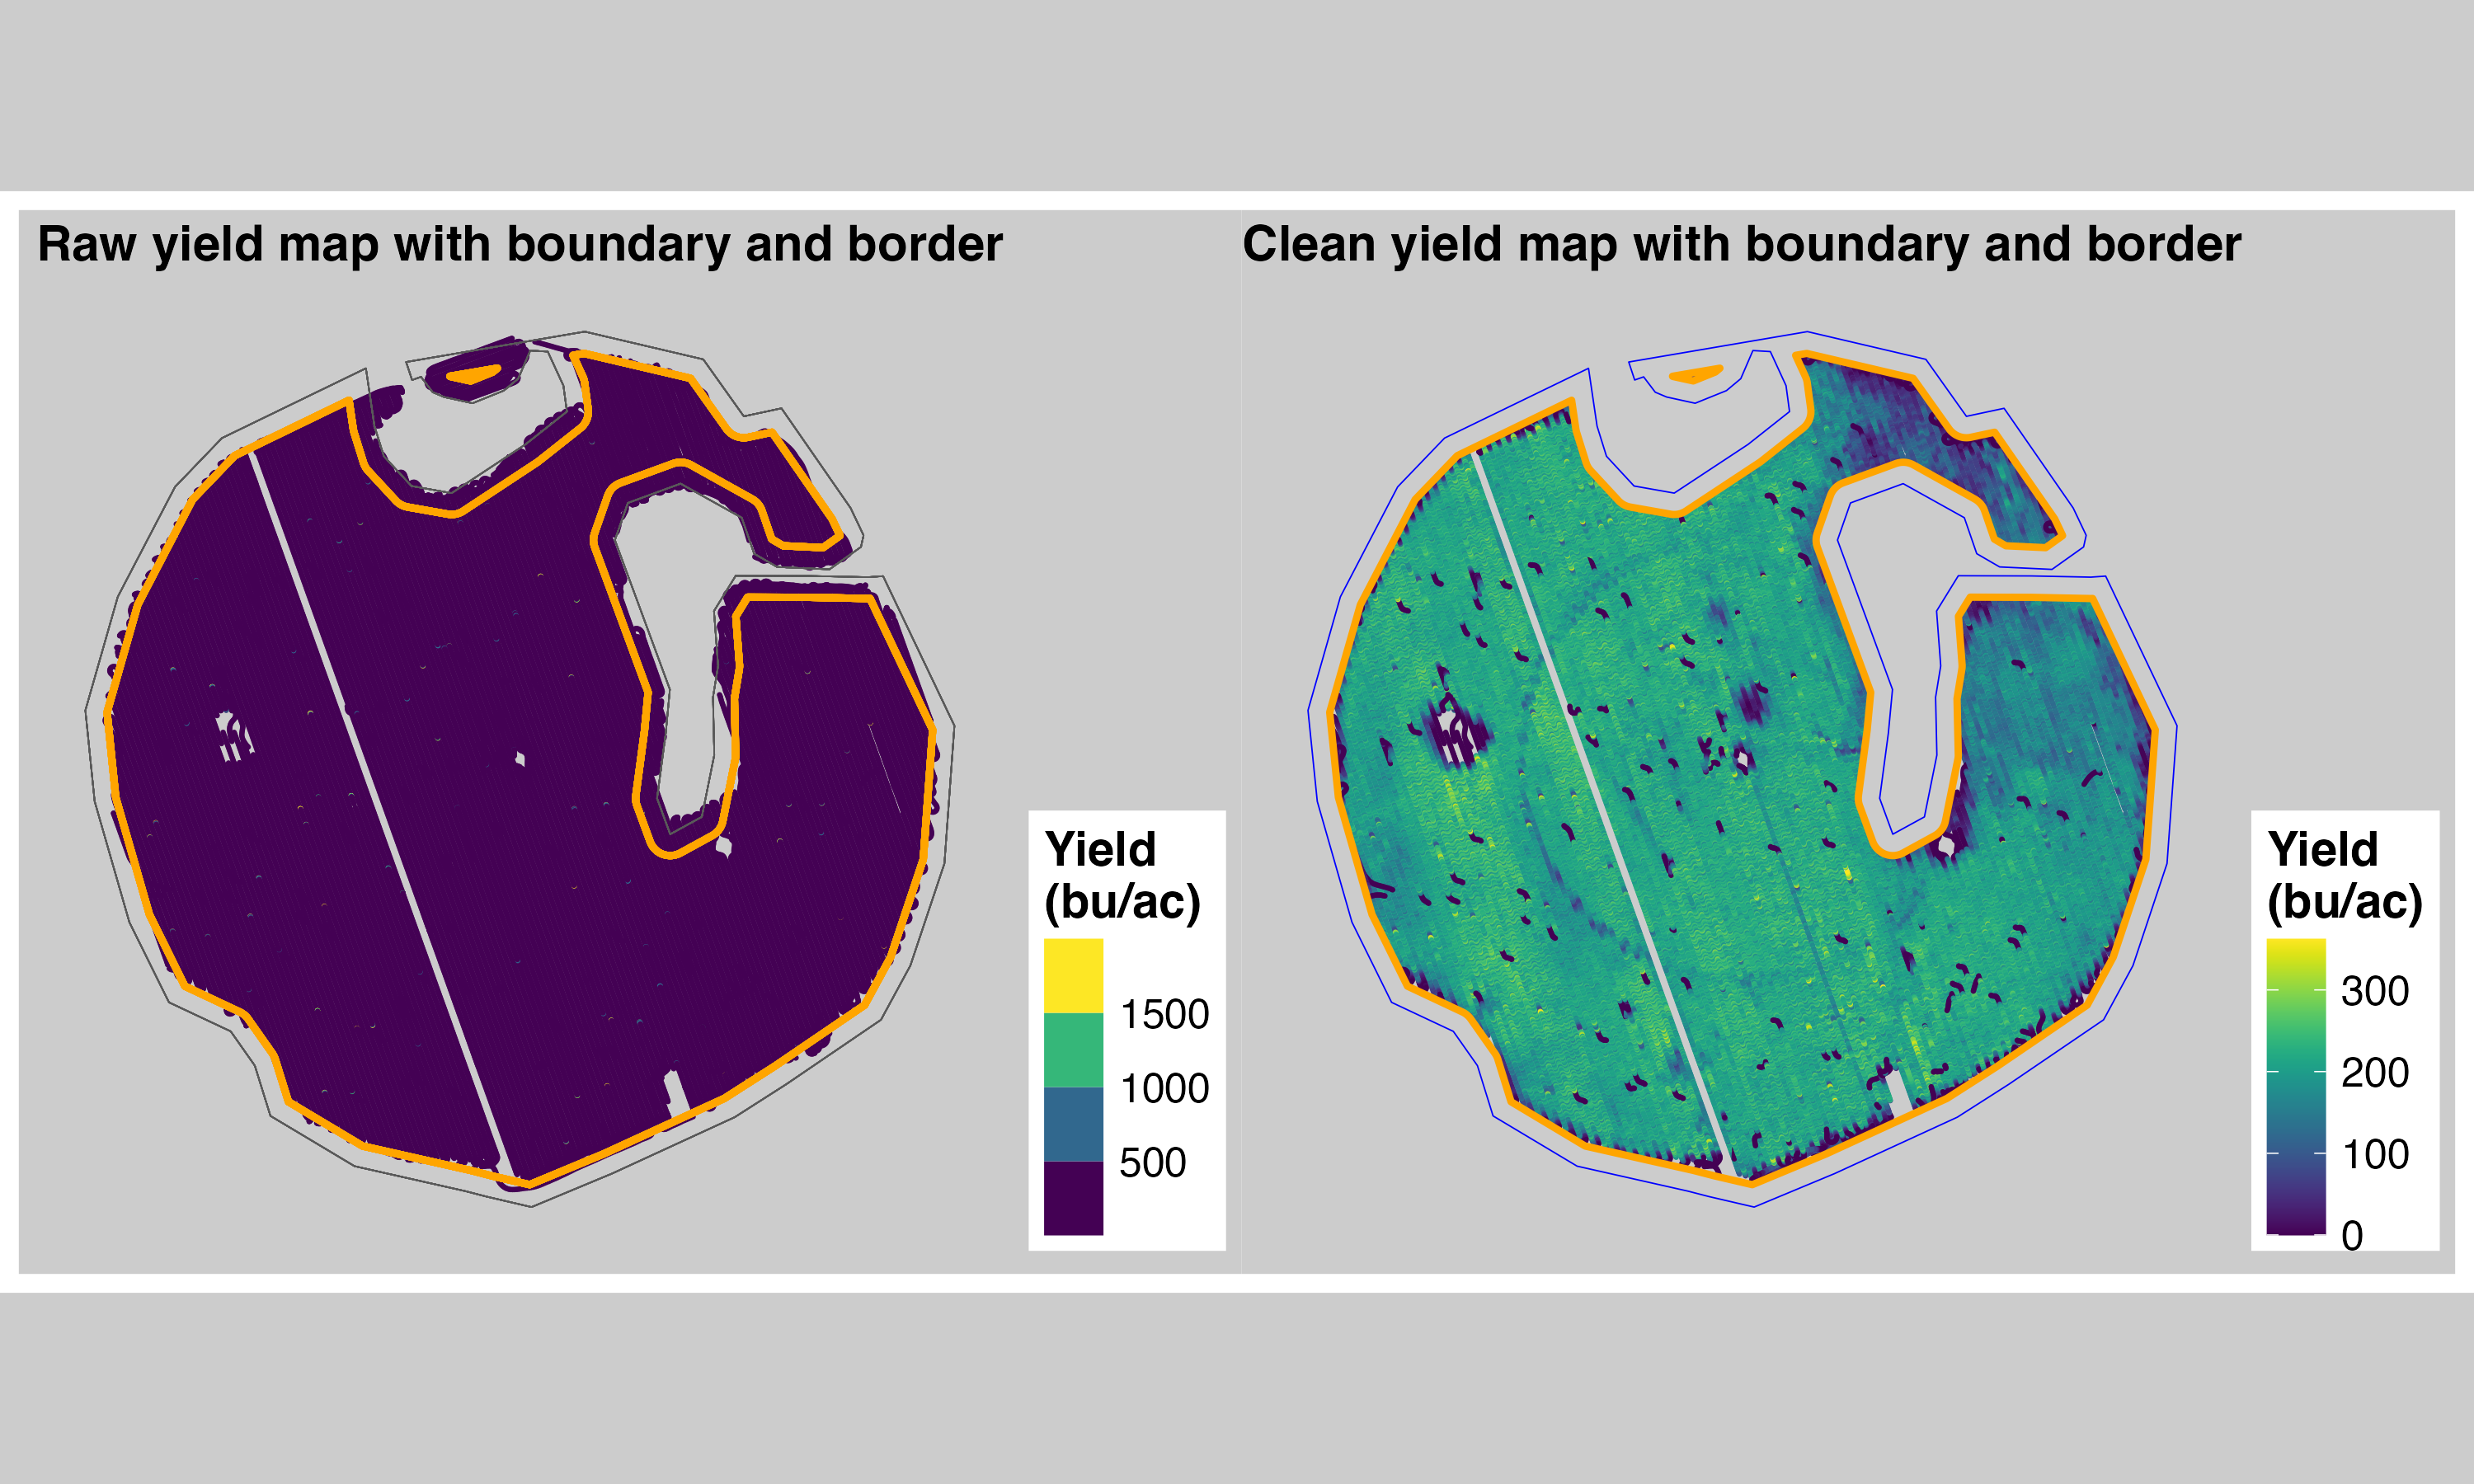 Raw yield map with boundary and border
Yield
(bu/ac)
1500
1000
500
Clean yield map with boundary and border
Yield
(bu/ac)
300
200
100
0